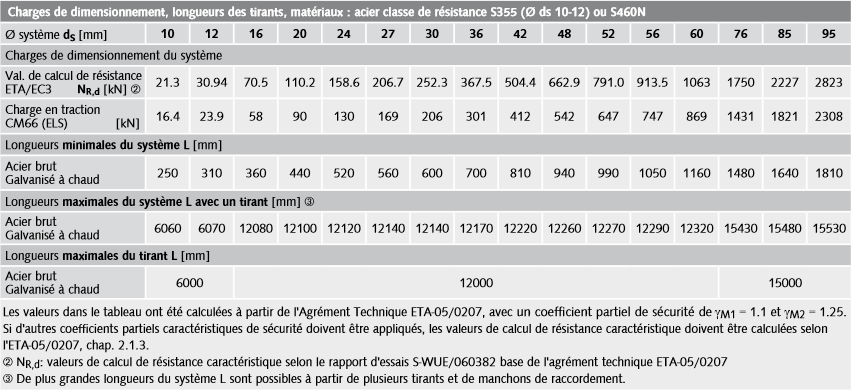 Charges de dimensionnement, longueurs des tirants, matériaux : acier classe de résistance S355 (Ø ds 10-12) ou S460N
Ø système dS [mm] 10 12 16 20 24 27 30 36 42 48 52 56 60 76 85 95
Charges de dimensionnement du système
Val. de calcul de résistance
ETA/EC3 NR,d [kN] ② 21.3 30.94 70.5 110.2 158.6 206.7 252.3 367.5 504.4 662.9 791.0 913.5 1063 1750 2227 2823
Charge en traction
CM66 (ELS) [kN] 16.4 23.9 58 90 130 169 206 301 412 542 647 747 869 1431 1821 2308
Longueurs minimales du système L [mm]
Acier brut
Galvanisé à chaud 250 310 360 440 520 560 600 700 810 940 990 1050 1160 1480 1640 1810
Longueurs maximales du système L avec un tirant [mm] ③
Acier brut
Galvanisé à chaud 6060 6070 12080 12100 12120 12140 12140 12170 12220 12260 12270 12290 12320 15430 15480 15530
Longueurs maximales du tirant L [mm]
Acier brut
Galvanisé à chaud 6000 12000 15000
Les valeurs dans le tableau ont été calculées à partir de l'Agrément Technique ETA-05/0207, avec un coefficient partiel de sécurité de γM1 = 1.1 et γM2 = 1.25.
Si d'autres coefficients partiels caractéristiques de sécurité doivent être appliqués, les valeurs de calcul de résistance caractéristique doivent être calculées selon
l'ETA-05/0207, chap. 2.1.3.
② NR,d: valeurs de calcul de résistance caractéristique selon le rapport d'essais S-WUE/060382 base de l'agrément technique ETA-05/0207
③ De plus grandes longueurs du système L sont possibles à partir de plusieurs tirants et de manchons de raccordement.